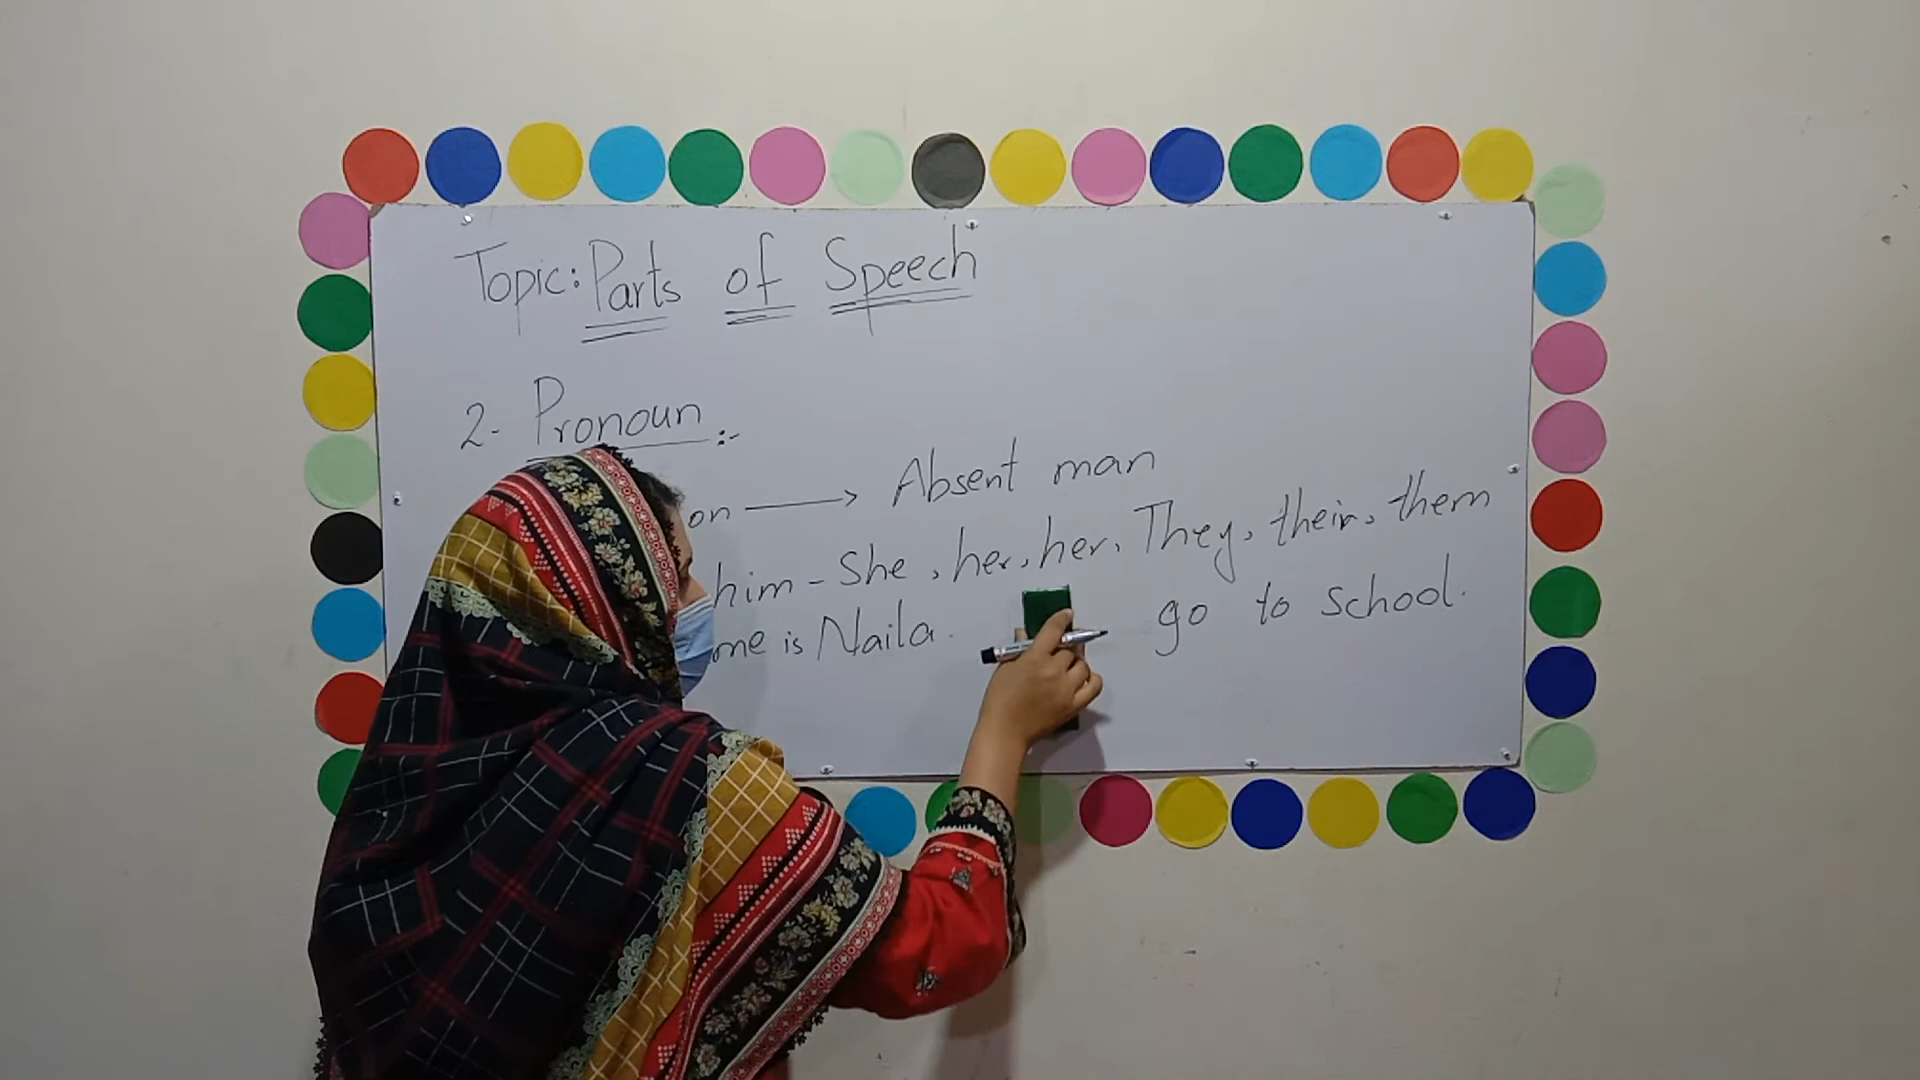 Topic: Parts of Speech
2- Pronoun :-
on → Absent man
him - She, her, her, They, their, them
me is Naila. go to school.